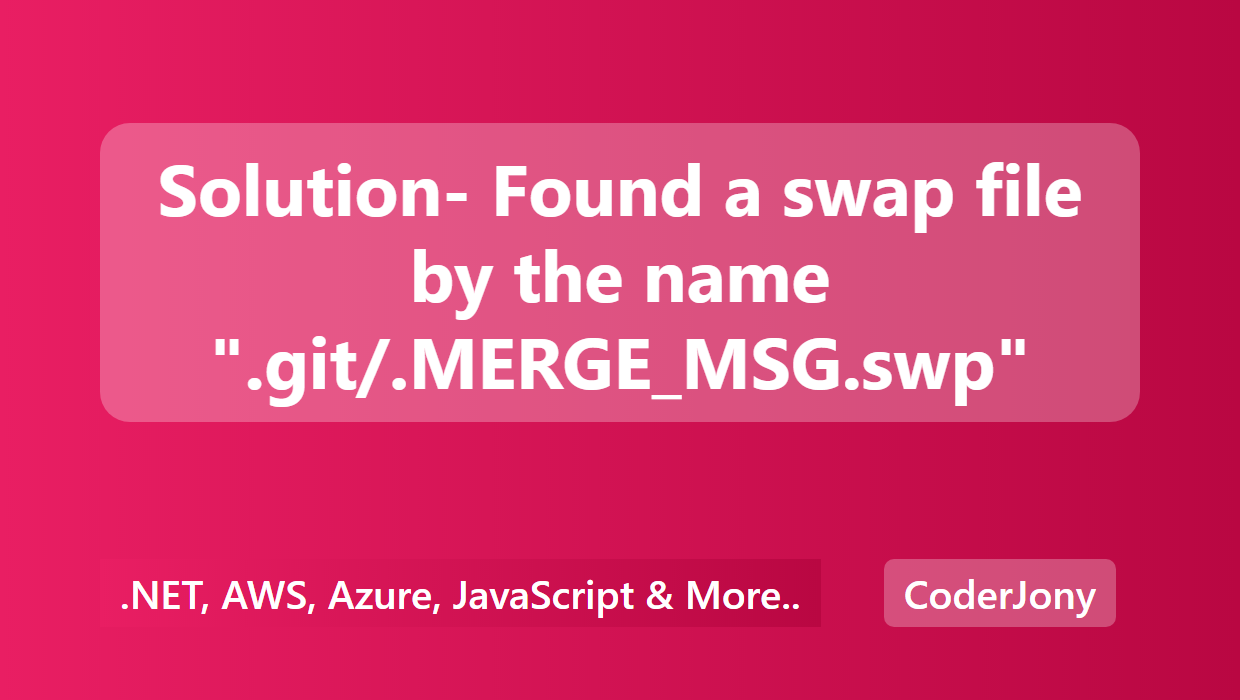 Solution- Found a swap file
by the name
".git/.MERGE_MSG.swp"
.NET, AWS, Azure, JavaScript & More..
CoderJony